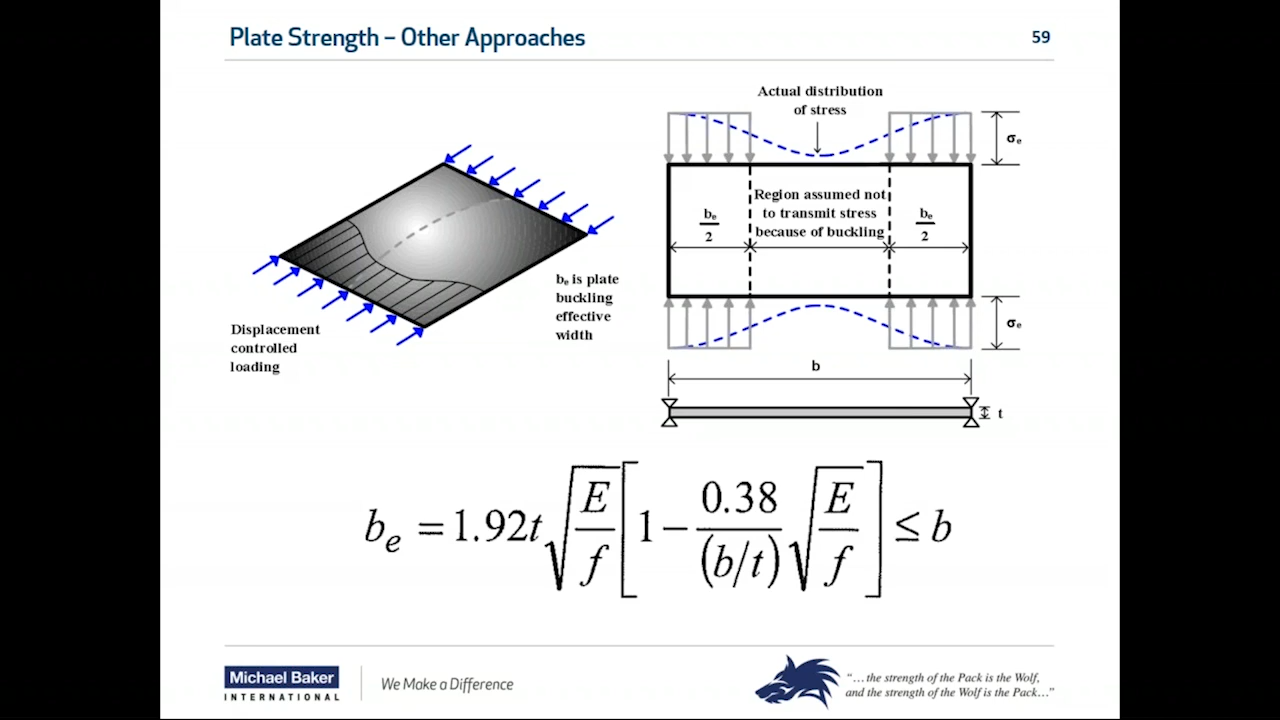 Plate Strength – Other Approaches
59
Actual distribution
of stress
σe
Region assumed not
to transmit stress
because of buckling
be
2
be
2
be is plate
buckling
effective
width
Displacement
controlled
loading
σe
b
t
be = 1.92t√(E/f) [1 − 0.38/(b/t) √(E/f)] ≤ b
Michael Baker
INTERNATIONAL
We Make a Difference
“…the strength of the Pack is the Wolf,
and the strength of the Wolf is the Pack…”